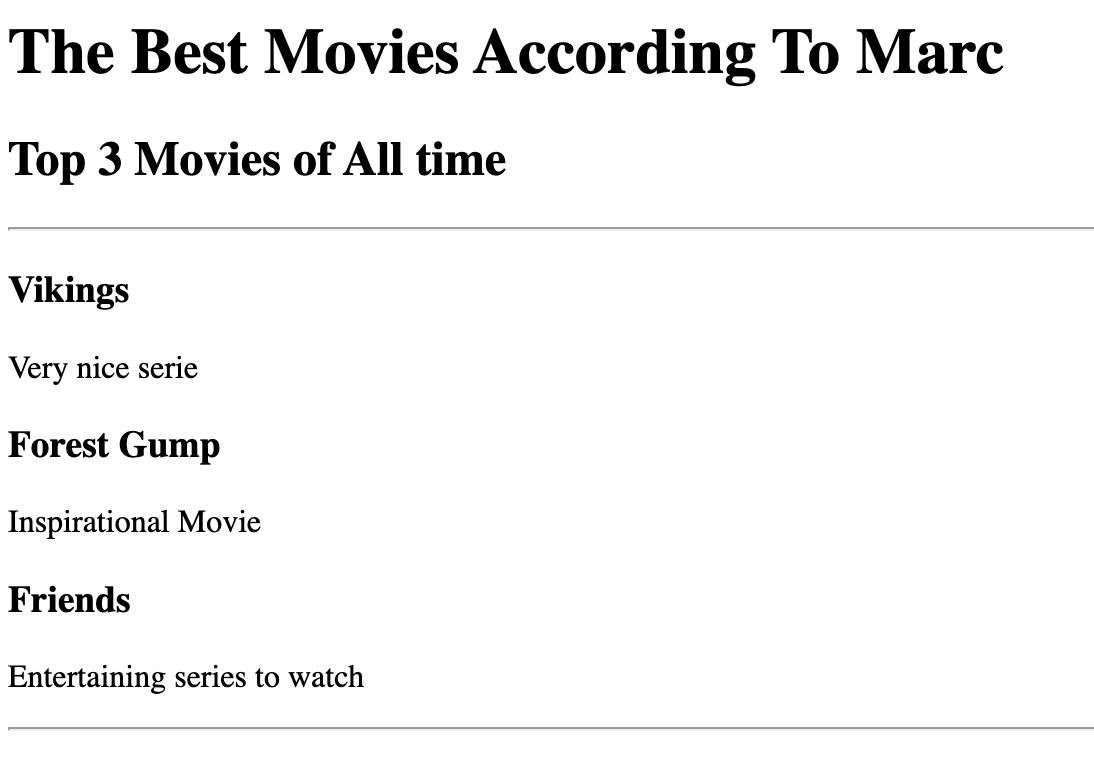 The Best Movies According To Marc
Top 3 Movies of All time
Vikings
Very nice serie
Forest Gump
Inspirational Movie
Friends
Entertaining series to watch